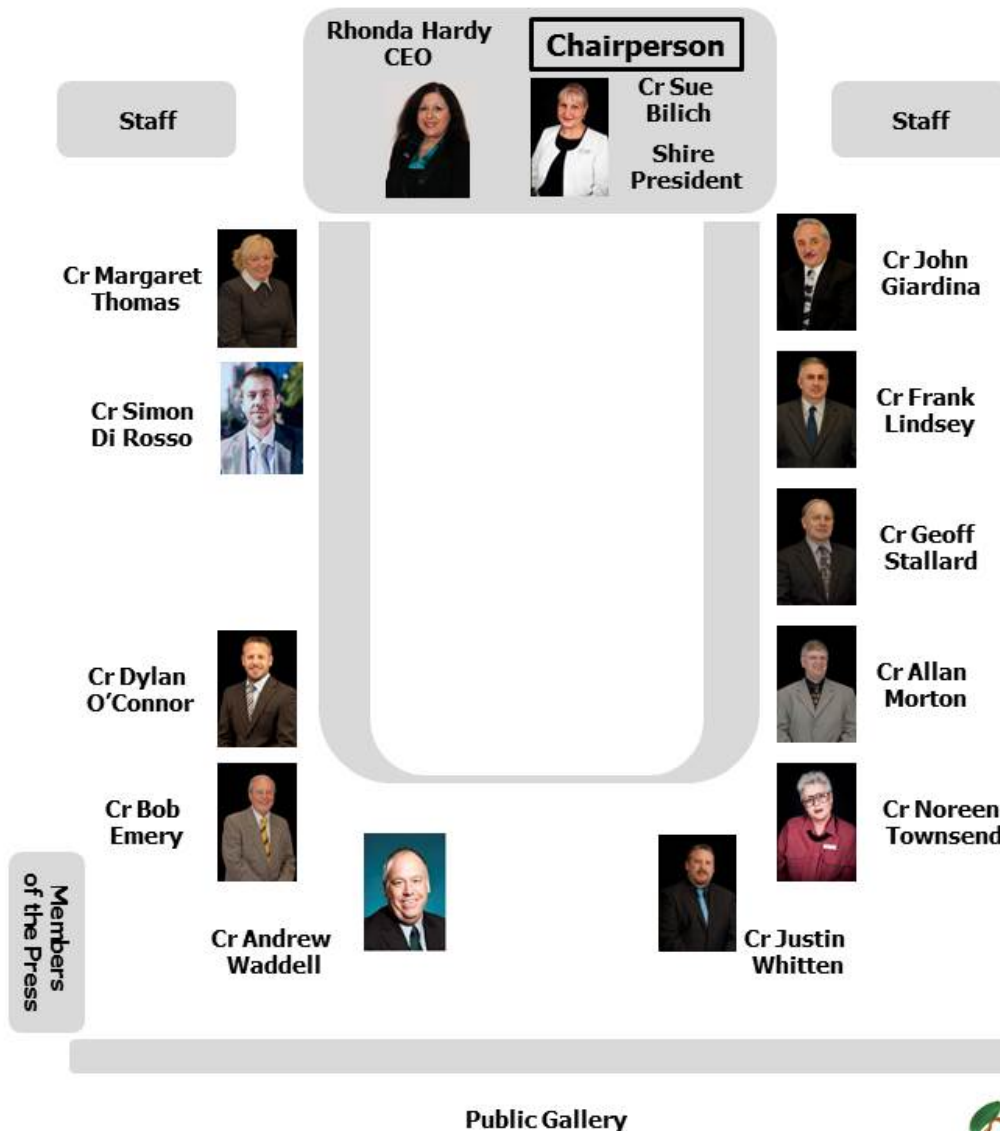 Rhonda Hardy
CEO
Chairperson
Cr Sue
Bilich
Shire
President
Staff
Staff
Cr Margaret
Thomas
Cr John
Giardina
Cr Simon
Di Rosso
Cr Frank
Lindsey
Cr Geoff
Stallard
Cr Dylan
O’Connor
Cr Allan
Morton
Cr Bob
Emery
Cr Noreen
Townsend
Members
of the Press
Cr Andrew
Waddell
Cr Justin
Whitten
Public Gallery